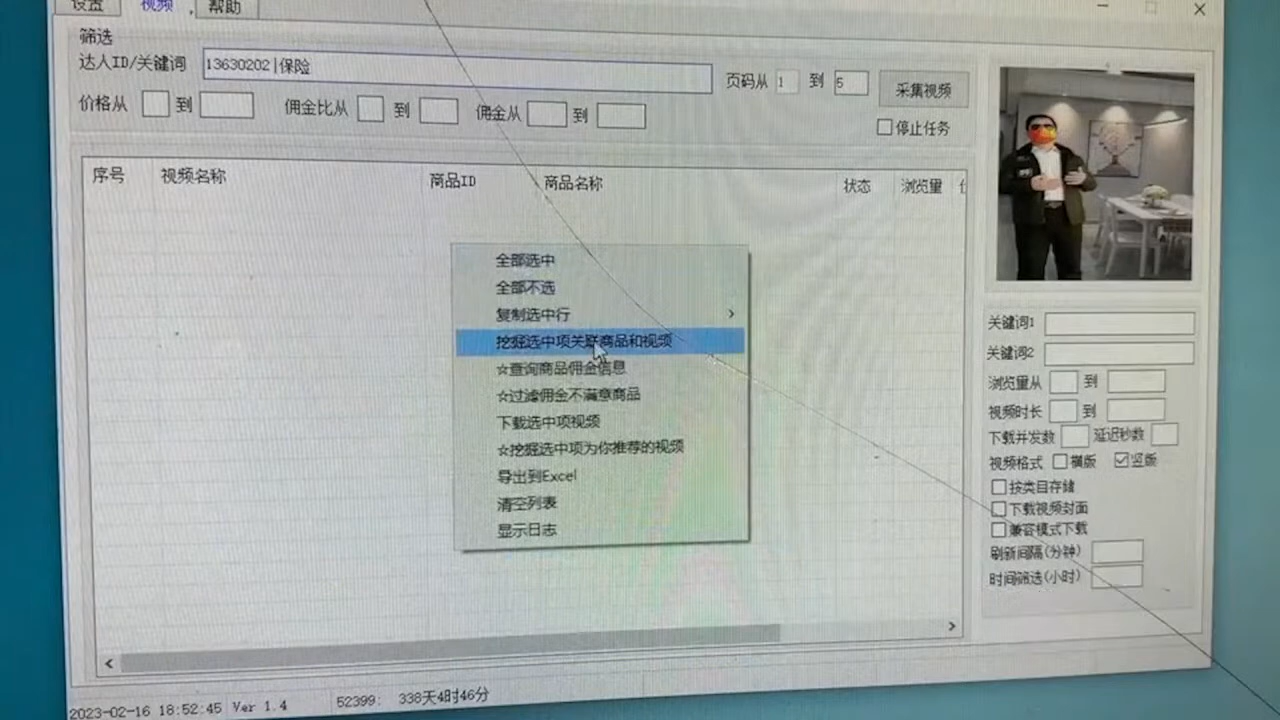 设置 视频 帮助
筛选
达人ID/关键词 13630202|保险 页码从 1 到 5 采集视频
价格从 到 佣金比从 到 佣金从 到 停止任务
序号 视频名称 商品ID 商品名称 状态 浏览量
全部选中
全部不选
复制选中行
挖掘选中项关联商品和视频
☆查询商品佣金信息
☆过滤佣金不满意商品
下载选中项视频
☆挖掘选中项为你推荐的视频
导出到Excel
清空列表
显示日志
关键词1
关键词2
浏览量从 到
视频时长 到
下载并发数 延迟秒数
视频格式 横版 竖版
按类目存储
下载视频封面
兼容模式下载
刷新间隔(分钟)
时间筛选(小时)
2023-02-16 18:52:45 Ver 1.4 52399: 338天4时46分